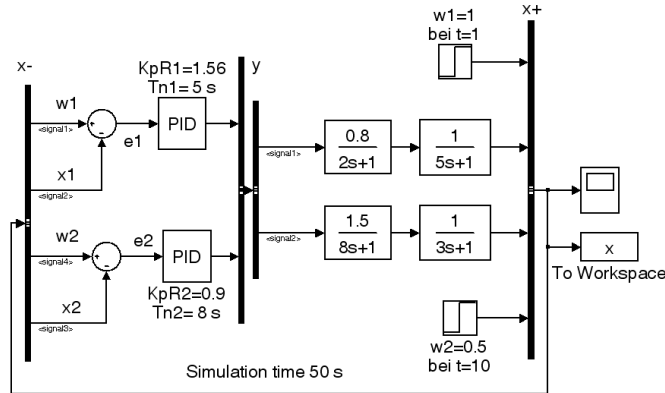 w1=1
bei t=1
x+
x-
KpR1=1.56
Tn1= 5 s
y
w1
<signal1>
+
-
e1
PID
x1
<signal2>
<signal1>
0.8
2s+1
1
5s+1
w2
<signal4>
+
-
e2
PID
x2
<signal3>
KpR2=0.9
Tn2= 8 s
<signal2>
1.5
8s+1
1
3s+1
x
To Workspace
w2=0.5
bei t=10
Simulation time 50 s